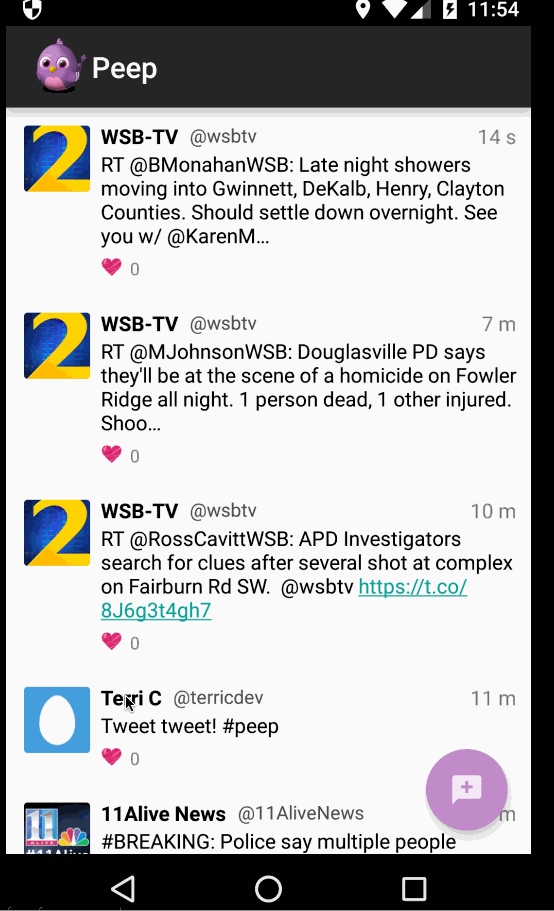 11:54
Peep
WSB-TV @wsbtv 14 s
RT @BMonahanWSB: Late night showers
moving into Gwinnett, DeKalb, Henry, Clayton
Counties. Should settle down overnight. See
you w/ @KarenM…
0
WSB-TV @wsbtv 7 m
RT @MJohnsonWSB: Douglasville PD says
they'll be at the scene of a homicide on Fowler
Ridge all night. 1 person dead, 1 other injured.
Shoo…
0
WSB-TV @wsbtv 10 m
RT @RossCavittWSB: APD Investigators
search for clues after several shot at complex
on Fairburn Rd SW.  @wsbtv https://t.co/
8J6g3t4gh7
0
Terri C @terricdev 11 m
Tweet tweet! #peep
0
11Alive News @11AliveNews m
#BREAKING: Police say multiple people
2
2
2
11
ALIVE